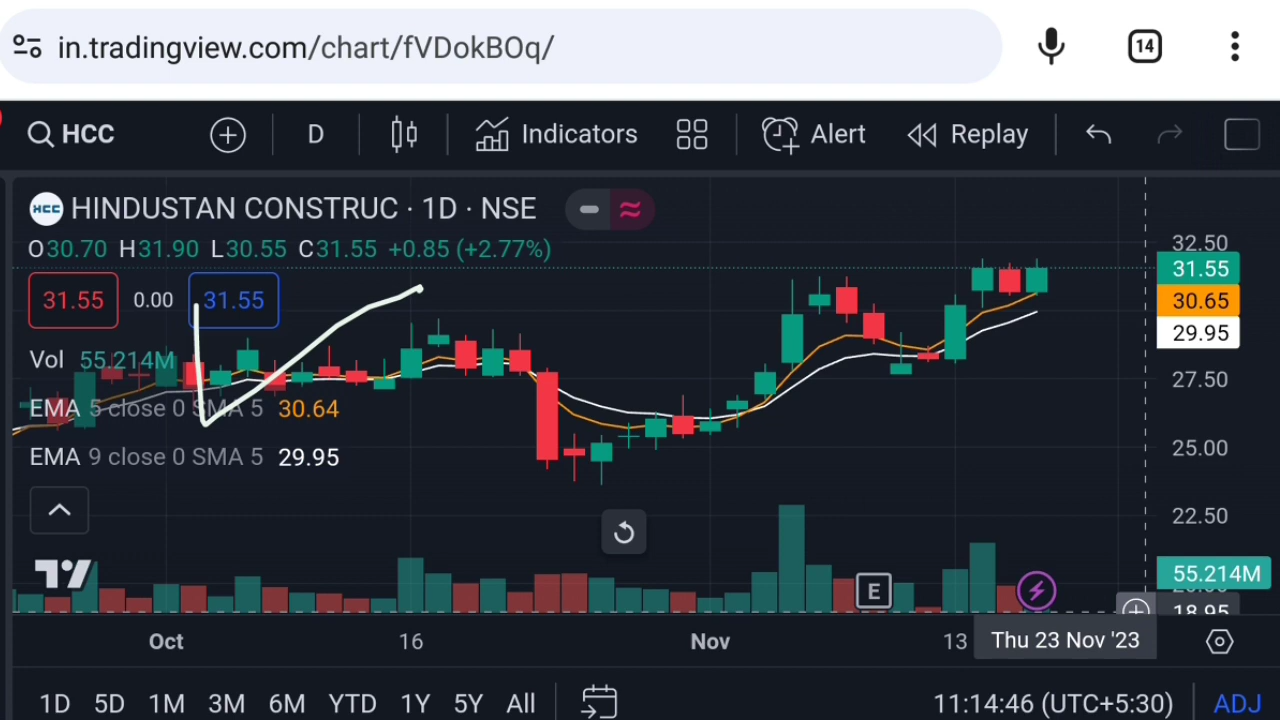 in.tradingview.com/chart/fVDokBOq/ 14
HCC D Indicators Alert Replay
HCC HINDUSTAN CONSTRUC · 1D · NSE
O30.70 H31.90 L30.55 C31.55 +0.85 (+2.77%)
31.55 0.00 31.55
Vol 55.214M
EMA 5 close 0 SMA 5 30.64
EMA 9 close 0 SMA 5 29.95
32.50
31.55
30.65
29.95
27.50
25.00
22.50
55.214M
18.95
E
Oct 16 Nov 13 Thu 23 Nov '23
1D 5D 1M 3M 6M YTD 1Y 5Y All 11:14:46 (UTC+5:30) ADJ